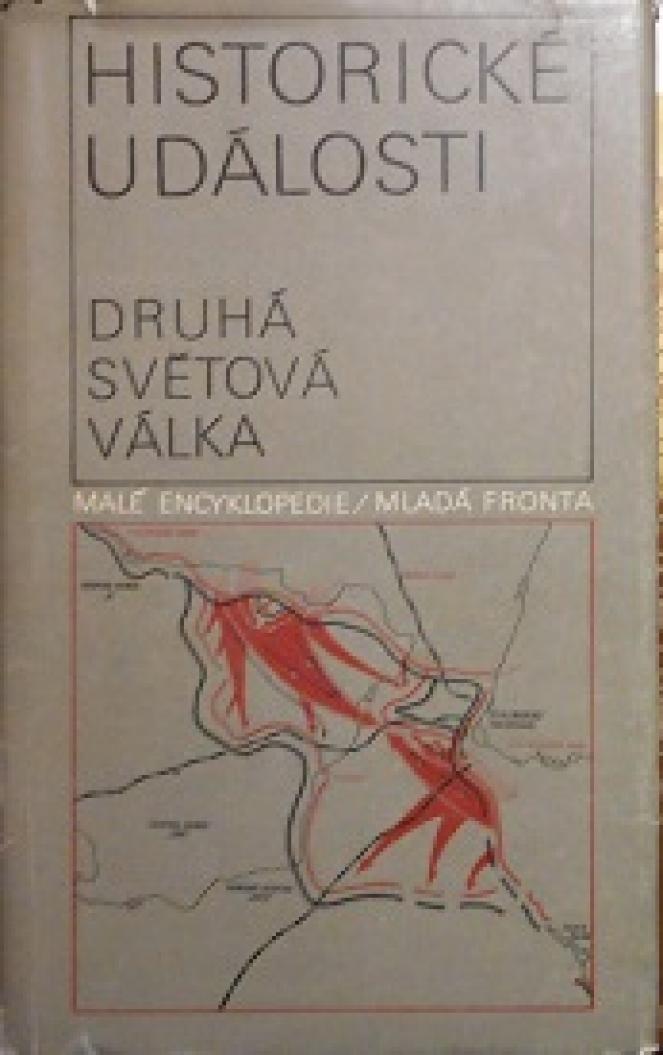 HISTORICKÉ
UDÁLOSTI
DRUHÁ
SVĚTOVÁ
VÁLKA
MALÉ ENCYKLOPEDIE/MLADÁ FRONTA